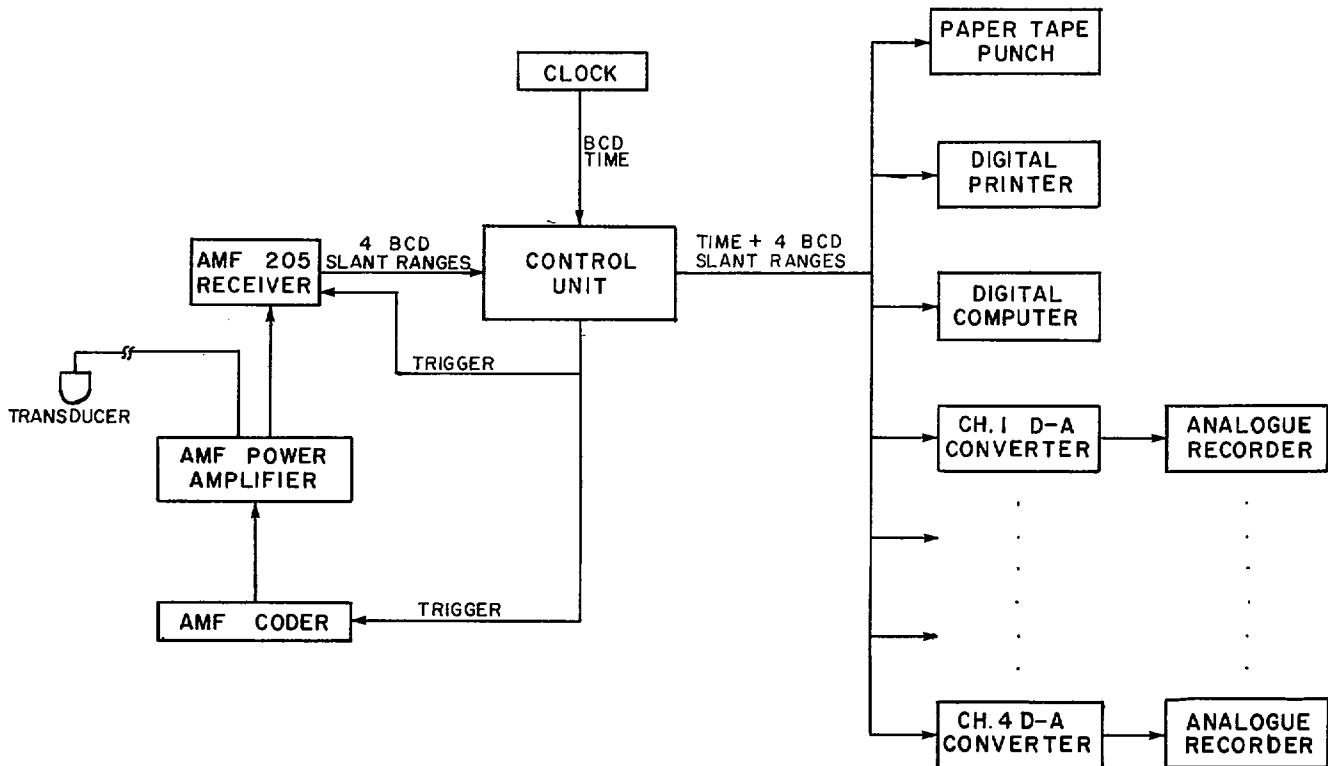 PAPER TAPE
PUNCH
CLOCK
BCD
TIME
DIGITAL
PRINTER
AMF 205
RECEIVER
4 BCD
SLANT RANGES
CONTROL
UNIT
TIME + 4 BCD
SLANT RANGES
DIGITAL
COMPUTER
TRIGGER
TRANSDUCER
AMF POWER
AMPLIFIER
CH. 1 D-A
CONVERTER
ANALOGUE
RECORDER
AMF CODER
TRIGGER
CH. 4 D-A
CONVERTER
ANALOGUE
RECORDER